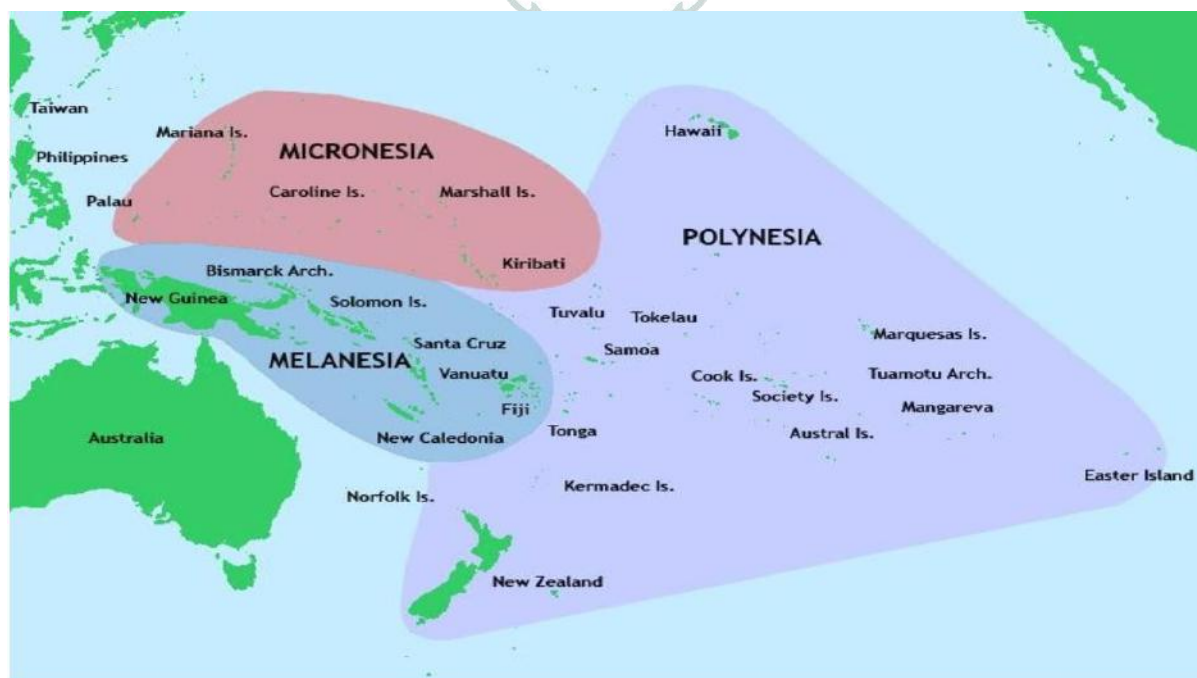 Taiwan
Hawaii
Mariana Is.
MICRONESIA
Philippines
Caroline Is.
Marshall Is.
Palau
POLYNESIA
Kiribati
Bismarck Arch.
New Guinea
Solomon Is.
Tuvalu
Tokelau
Marquesas Is.
Santa Cruz
Samoa
MELANESIA
Vanuatu
Cook Is.
Tuamotu Arch.
Society Is.
Fiji
Mangareva
Australia
New Caledonia
Tonga
Austral Is.
Easter Island
Norfolk Is.
Kermadec Is.
New Zealand